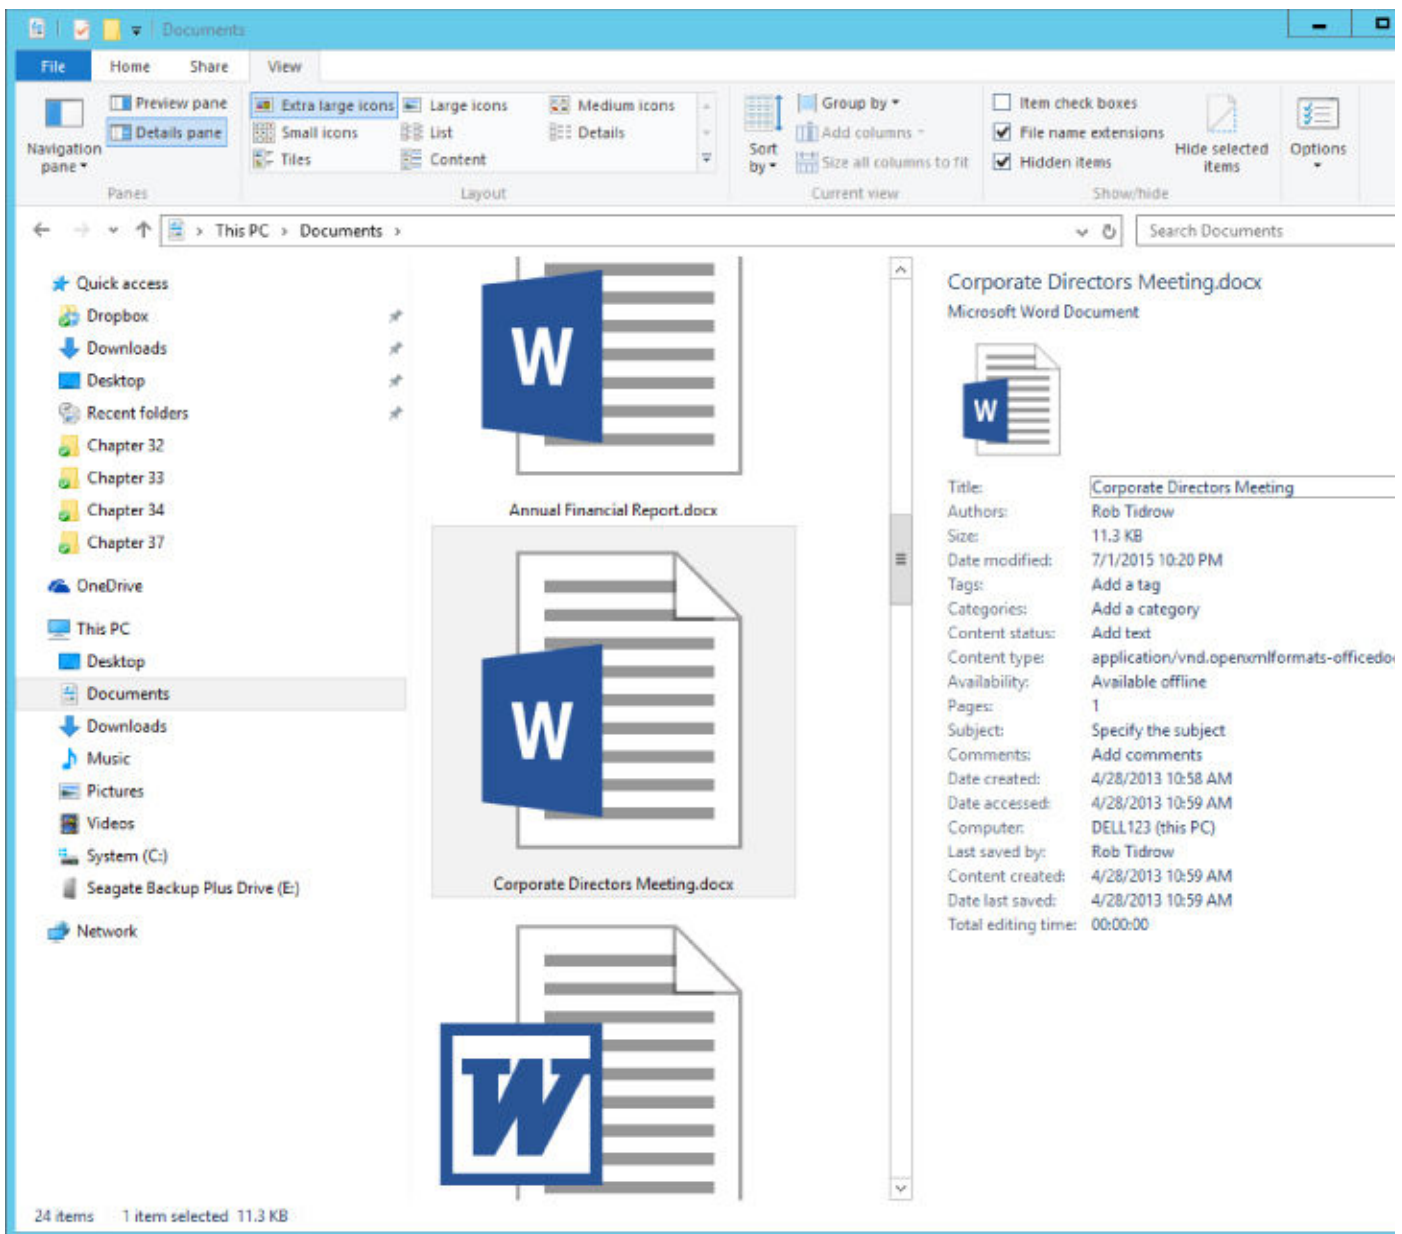 Documents
File Home Share View
Navigation pane
Preview pane
Details pane
Panes
Extra large icons Large icons Medium icons
Small icons List Details
Tiles Content
Layout
Sort by
Group by
Add columns
Size all columns to fit
Current view
Item check boxes
File name extensions
Hidden items
Hide selected items
Show/hide
Options
This PC > Documents >
Search Documents
Quick access
Dropbox
Downloads
Desktop
Recent folders
Chapter 32
Chapter 33
Chapter 34
Chapter 37
OneDrive
This PC
Desktop
Documents
Downloads
Music
Pictures
Videos
System (C:)
Seagate Backup Plus Drive (E:)
Network
W
Annual Financial Report.docx
W
Corporate Directors Meeting.docx
W
Corporate Directors Meeting.docx
Microsoft Word Document
W
Title: Corporate Directors Meeting
Authors: Rob Tidrow
Size: 11.3 KB
Date modified: 7/1/2015 10:20 PM
Tags: Add a tag
Categories: Add a category
Content status: Add text
Content type: application/vnd.openxmlformats-officedo
Availability: Available offline
Pages: 1
Subject: Specify the subject
Comments: Add comments
Date created: 4/28/2013 10:58 AM
Date accessed: 4/28/2013 10:59 AM
Computer: DELL123 (this PC)
Last saved by: Rob Tidrow
Content created: 4/28/2013 10:59 AM
Date last saved: 4/28/2013 10:59 AM
Total editing time: 00:00:00
24 items 1 item selected 11.3 KB